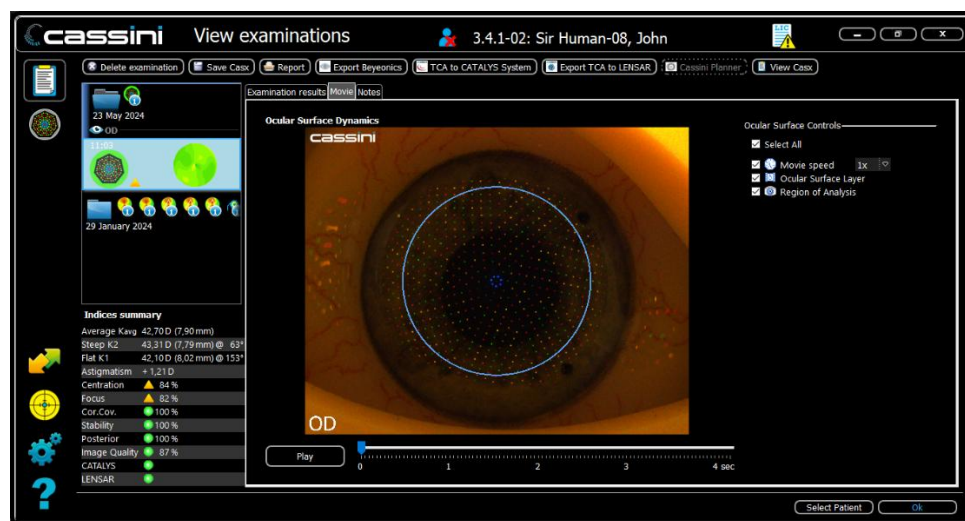 cassini View examinations 3.4.1-02: Sir Human-08, John LIC
Delete examination Save Casx Report Export Beyeonics TCA to CATALYS System Export TCA to LENSAR Cassini Planner View Casx
23 May 2024
OD
11:03
29 January 2024
Indices summary
Average Kavg 42,70 D (7,90 mm)
Steep K2 43,31 D (7,79 mm) @ 63°
Flat K1 42,10 D (8,02 mm) @ 153°
Astigmatism + 1,21 D
Centration 84 %
Focus 82 %
Cor.Cov. 100 %
Stability 100 %
Posterior 100 %
Image Quality 87 %
CATALYS
LENSAR
Examination results Movie Notes
Ocular Surface Dynamics
cassini
OD
Play
0 1 2 3 4 sec
Ocular Surface Controls
Select All
Movie speed 1x
Ocular Surface Layer
Region of Analysis
Select Patient Ok